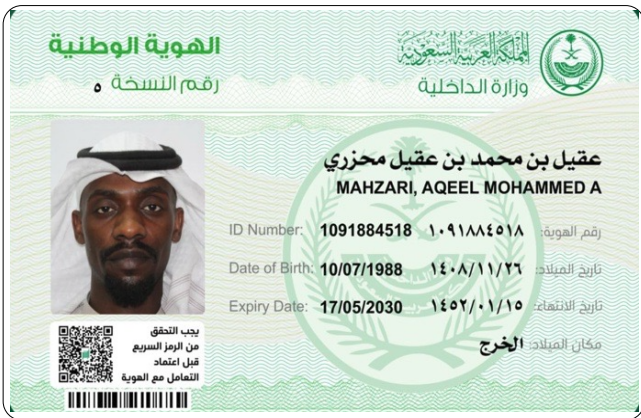 المملكة العربية السعودية
وزارة الداخلية
الهوية الوطنية
رقم النسخة ٥
عقيل بن محمد بن عقيل محزري
MAHZARI, AQEEL MOHAMMED A
ID Number: 1091884518 ١٠٩١٨٨٤٥١٨ رقم الهوية:
Date of Birth: 10/07/1988 ١٤٠٨/١١/٢٦ تاريخ الميلاد:
Expiry Date: 17/05/2030 ١٤٥٢/٠١/١٥ تاريخ الانتهاء:
مكان الميلاد: الخرج
يجب التحقق
من الرمز السريع
قبل اعتماد
التعامل مع الهوية